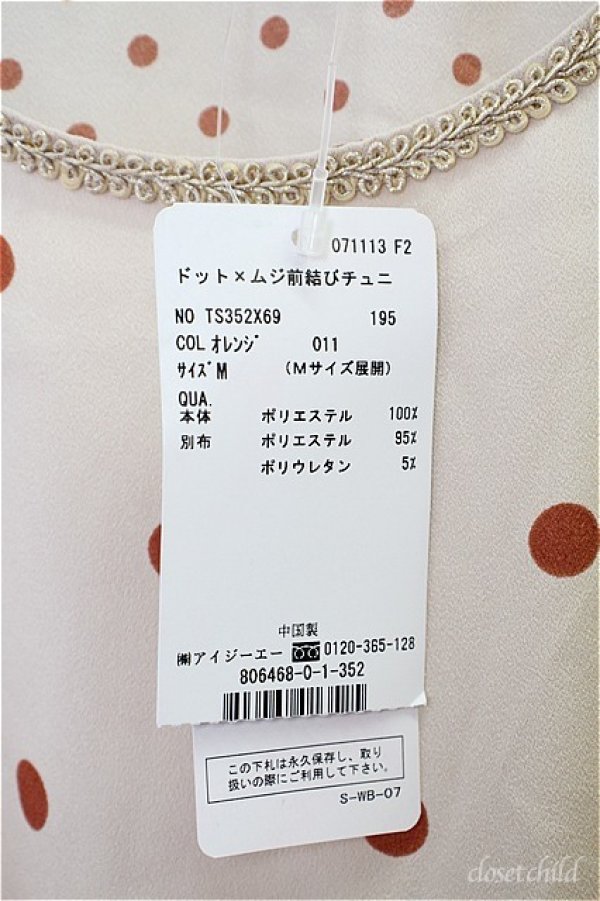 071113 F2
ドット×ムジ前結びチュニ
NO TS352X69 195
COL オレンジ 011
サイズ M (Mサイズ展開)
QUA.
本体 ポリエステル 100%
別布 ポリエステル 95%
ポリウレタン 5%
中国製
㈱アイジーエー 0120-365-128
806468-0-1-352
この下札は永久保存し、取り
扱いの際にご利用して下さい。
S-WB-07
closet child